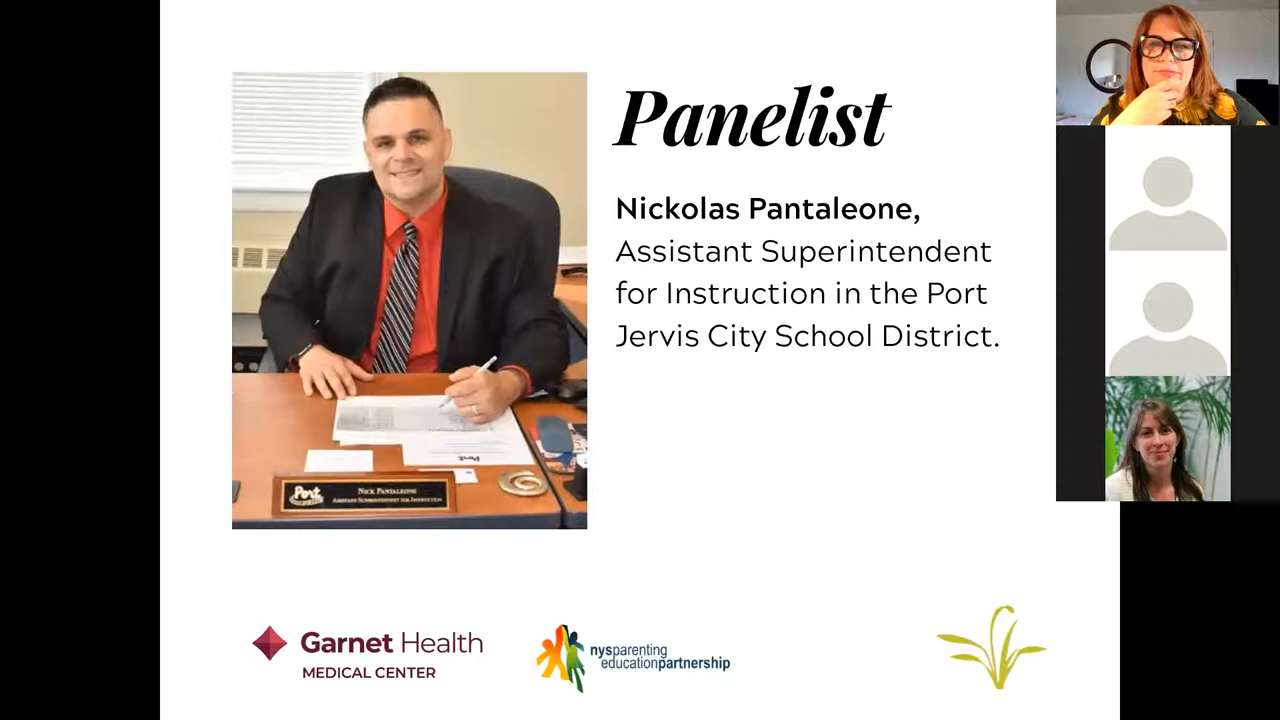 Panelist
Nickolas Pantaleone,
Assistant Superintendent
for Instruction in the Port
Jervis City School District.
Port
NICK PANTALEONE
ASSISTANT SUPERINTENDENT FOR INSTRUCTION
Port
Garnet Health
MEDICAL CENTER
nysparenting
educationpartnership